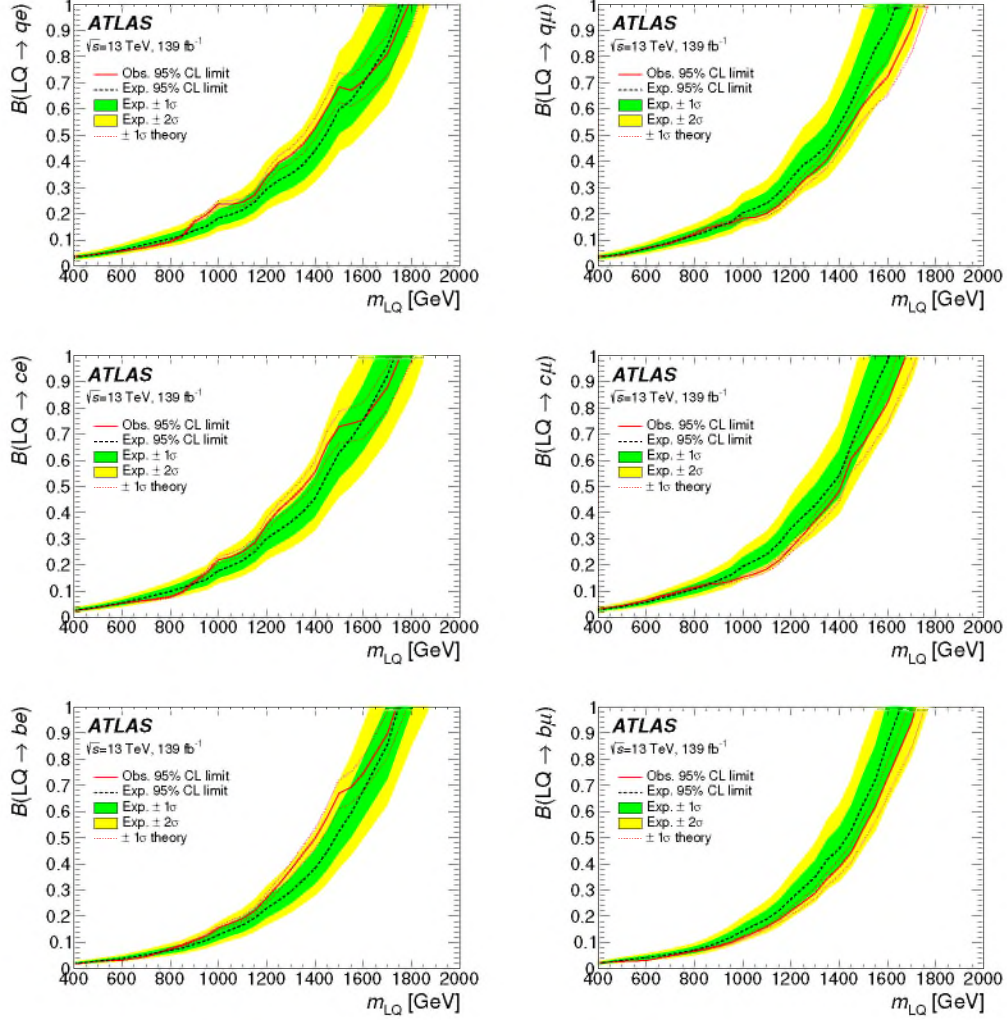 B(LQ → qe)
1
0.9
0.8
0.7
0.6
0.5
0.4
0.3
0.2
0.1
0
ATLAS
√s=13 TeV, 139 fb⁻¹
Obs. 95% CL limit
Exp. 95% CL limit
Exp. ± 1σ
Exp. ± 2σ
± 1σ theory
400 600 800 1000 1200 1400 1600 1800 2000
m_LQ [GeV]
B(LQ → qμ)
1
0.9
0.8
0.7
0.6
0.5
0.4
0.3
0.2
0.1
0
ATLAS
√s=13 TeV, 139 fb⁻¹
Obs. 95% CL limit
Exp. 95% CL limit
Exp. ± 1σ
Exp. ± 2σ
± 1σ theory
400 600 800 1000 1200 1400 1600 1800 2000
m_LQ [GeV]
B(LQ → ce)
1
0.9
0.8
0.7
0.6
0.5
0.4
0.3
0.2
0.1
0
ATLAS
√s=13 TeV, 139 fb⁻¹
Obs. 95% CL limit
Exp. 95% CL limit
Exp. ± 1σ
Exp. ± 2σ
± 1σ theory
400 600 800 1000 1200 1400 1600 1800 2000
m_LQ [GeV]
B(LQ → cμ)
1
0.9
0.8
0.7
0.6
0.5
0.4
0.3
0.2
0.1
0
ATLAS
√s=13 TeV, 139 fb⁻¹
Obs. 95% CL limit
Exp. 95% CL limit
Exp. ± 1σ
Exp. ± 2σ
± 1σ theory
400 600 800 1000 1200 1400 1600 1800 2000
m_LQ [GeV]
B(LQ → be)
1
0.9
0.8
0.7
0.6
0.5
0.4
0.3
0.2
0.1
0
ATLAS
√s=13 TeV, 139 fb⁻¹
Obs. 95% CL limit
Exp. 95% CL limit
Exp. ± 1σ
Exp. ± 2σ
± 1σ theory
400 600 800 1000 1200 1400 1600 1800 2000
m_LQ [GeV]
B(LQ → bμ)
1
0.9
0.8
0.7
0.6
0.5
0.4
0.3
0.2
0.1
0
ATLAS
√s=13 TeV, 139 fb⁻¹
Obs. 95% CL limit
Exp. 95% CL limit
Exp. ± 1σ
Exp. ± 2σ
± 1σ theory
400 600 800 1000 1200 1400 1600 1800 2000
m_LQ [GeV]